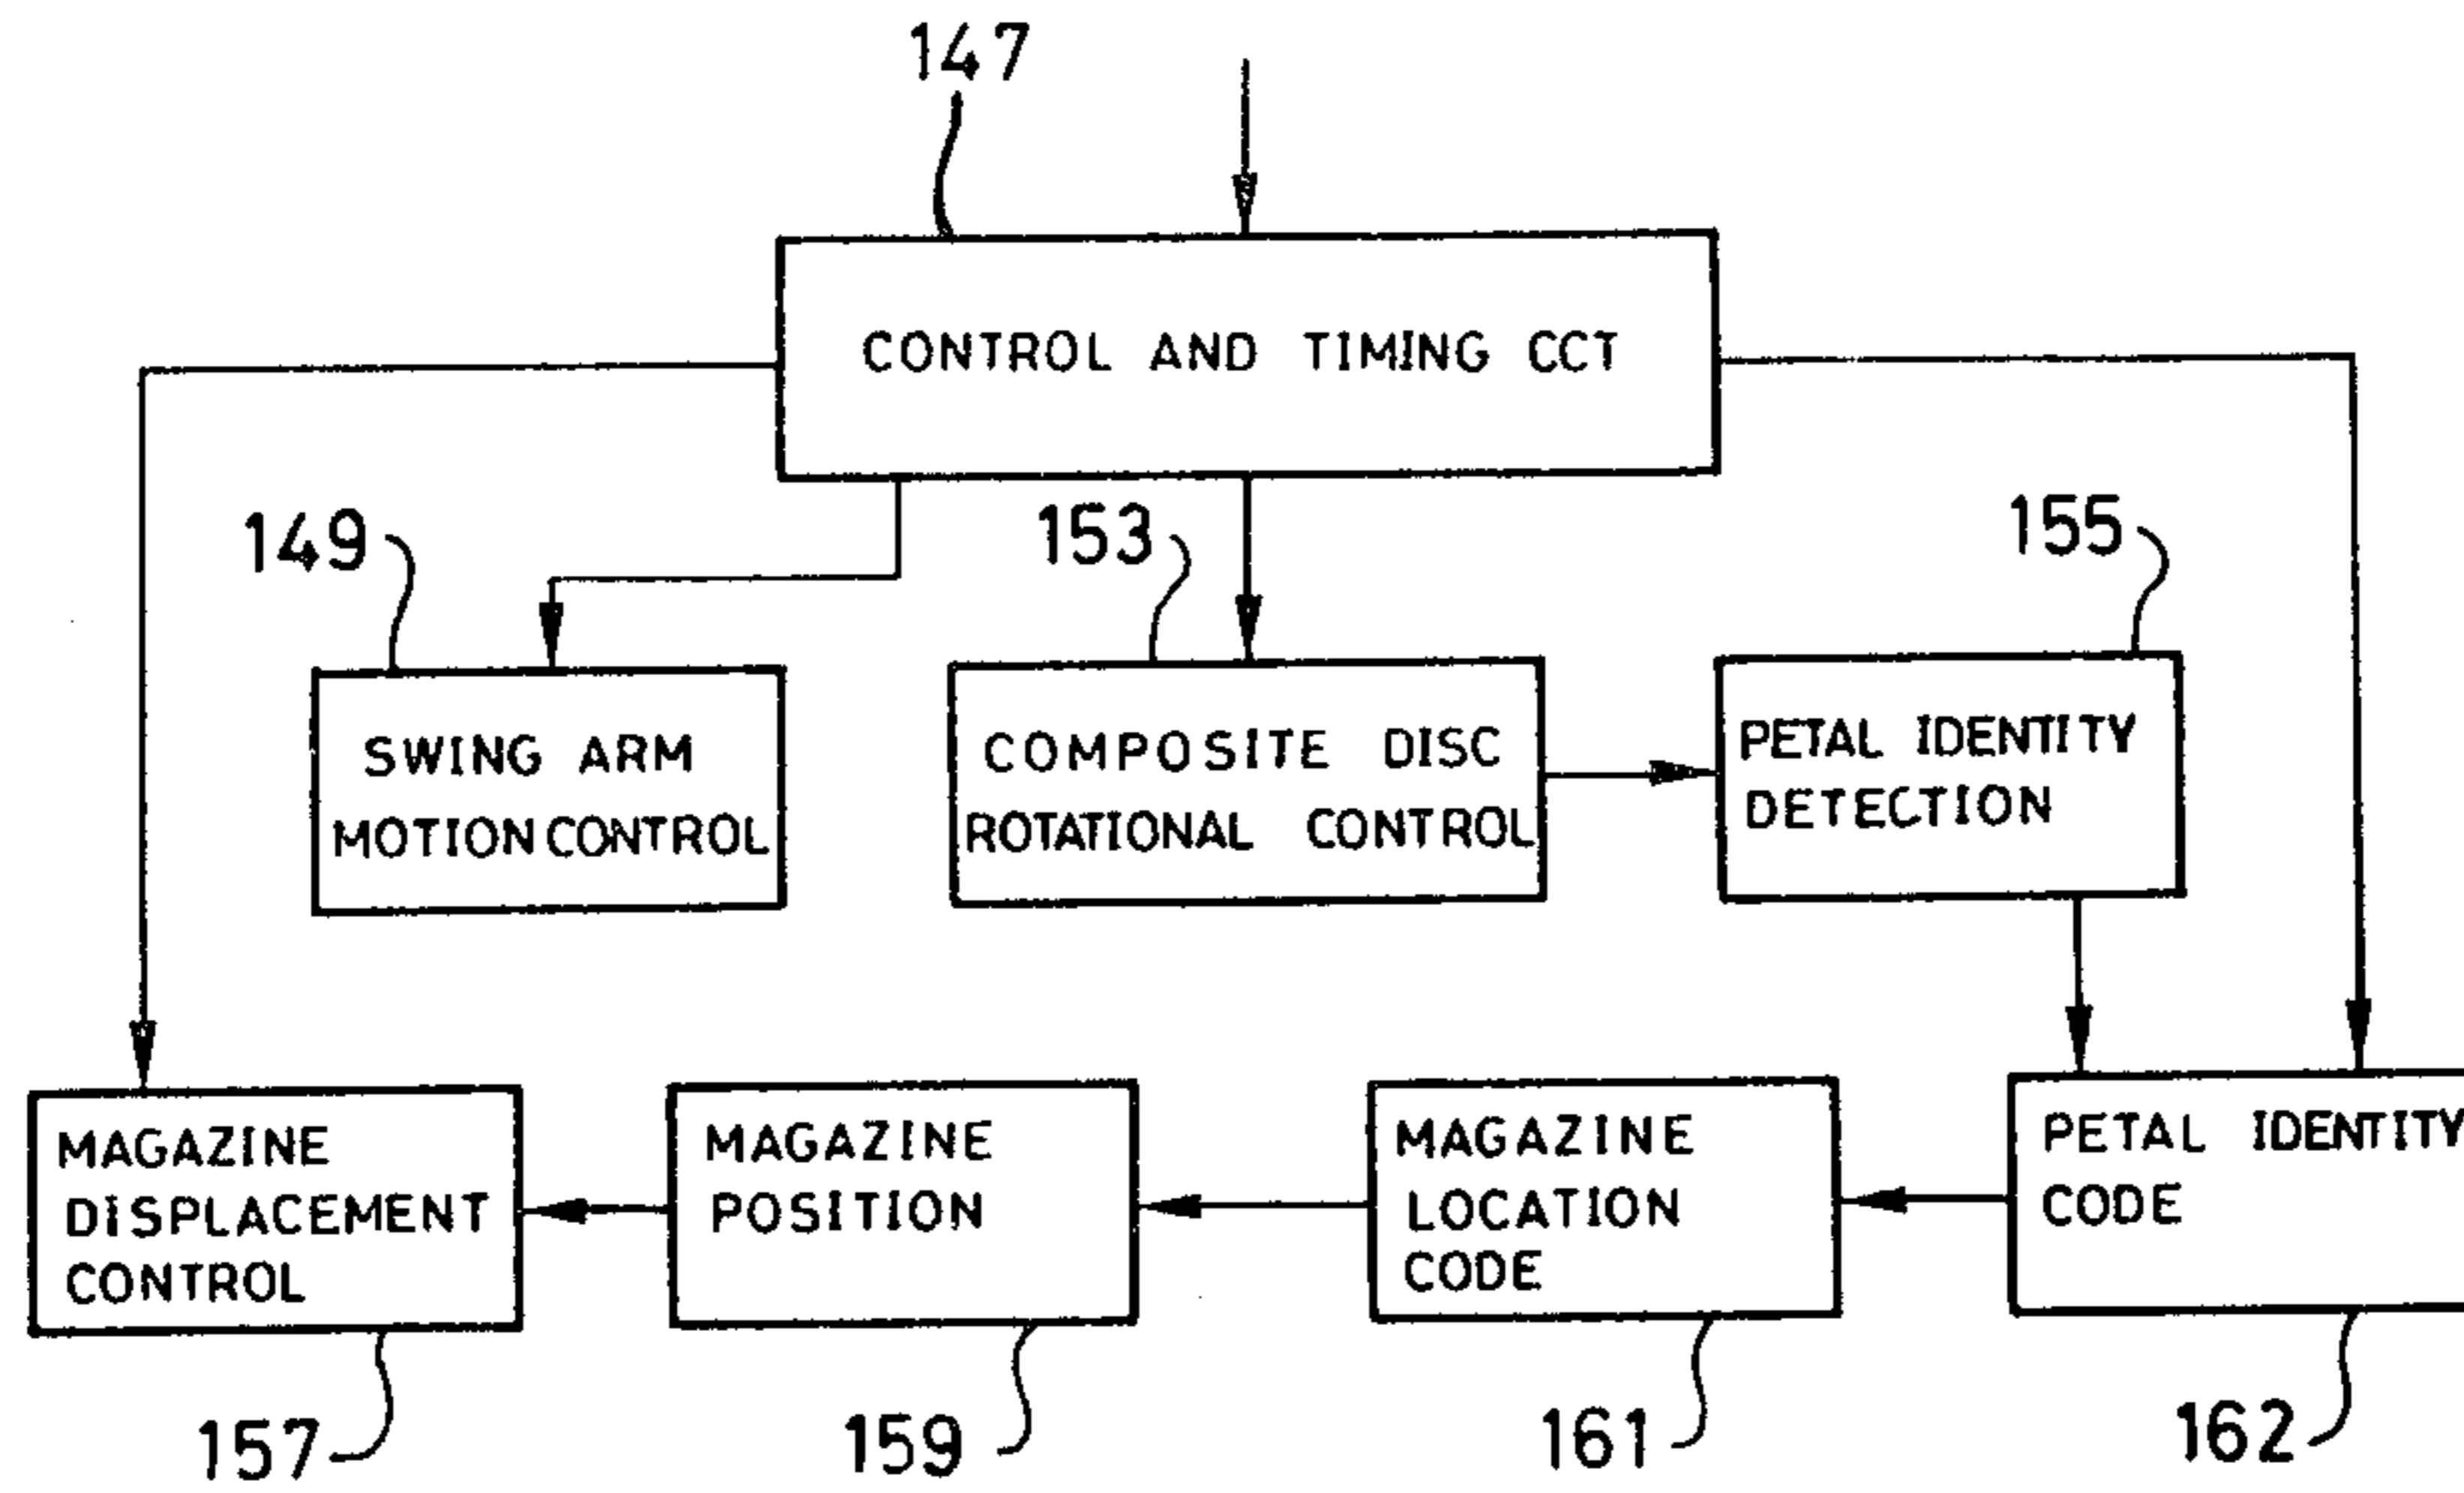 147
CONTROL AND TIMING CCT
149
153
155
SWING ARM
MOTION CONTROL
COMPOSITE DISC
ROTATIONAL CONTROL
PETAL IDENTITY
DETECTION
MAGAZINE
DISPLACEMENT
CONTROL
MAGAZINE
POSITION
MAGAZINE
LOCATION
CODE
PETAL IDENTITY
CODE
157
159
161
162